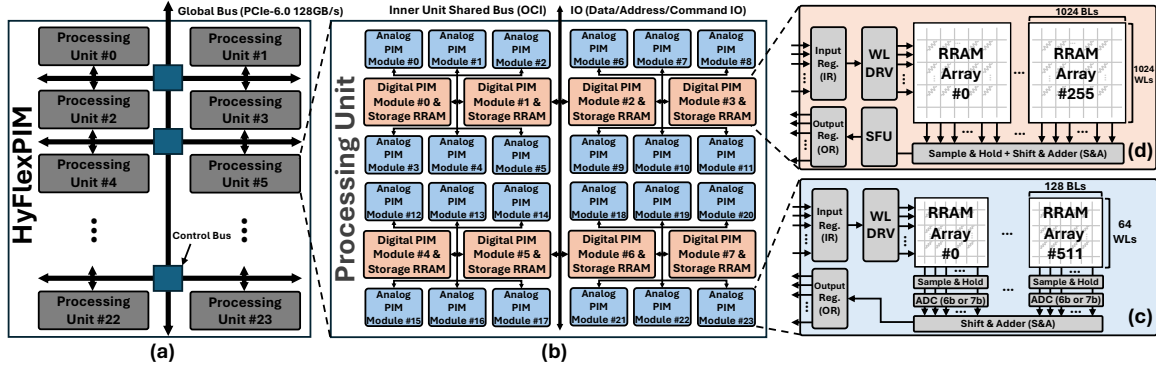 Global Bus (PCIe-6.0 128GB/s)
HyFlexPIM
Processing
Unit #0
Processing
Unit #1
Processing
Unit #2
Processing
Unit #3
Processing
Unit #4
Processing
Unit #5
Control Bus
Processing
Unit #22
Processing
Unit #23
(a)
Inner Unit Shared Bus (OCI)
IO (Data/Address/Command IO)
Processing Unit
Analog
PIM
Module #0
Analog
PIM
Module #1
Analog
PIM
Module #2
Analog
PIM
Module #6
Analog
PIM
Module #7
Analog
PIM
Module #8
Digital PIM
Module #0 &
Storage RRAM
Digital PIM
Module #1 &
Storage RRAM
Digital PIM
Module #2 &
Storage RRAM
Digital PIM
Module #3 &
Storage RRAM
Analog
PIM
Module #3
Analog
PIM
Module #4
Analog
PIM
Module #5
Analog
PIM
Module #9
Analog
PIM
Module #10
Analog
PIM
Module #11
Analog
PIM
Module #12
Analog
PIM
Module #13
Analog
PIM
Module #14
Analog
PIM
Module #18
Analog
PIM
Module #19
Analog
PIM
Module #20
Digital PIM
Module #4 &
Storage RRAM
Digital PIM
Module #5 &
Storage RRAM
Digital PIM
Module #6 &
Storage RRAM
Digital PIM
Module #7 &
Storage RRAM
Analog
PIM
Module #15
Analog
PIM
Module #16
Analog
PIM
Module #17
Analog
PIM
Module #21
Analog
PIM
Module #22
Analog
PIM
Module #23
(b)
1024 BLs
Input
Reg.
(IR)
WL
DRV
RRAM
Array
#0
...
RRAM
Array
#255
1024
WLs
Output
Reg.
(OR)
SFU
Sample & Hold + Shift & Adder (S&A)
(d)
128 BLs
Input
Reg.
(IR)
WL
DRV
RRAM
Array
#0
...
RRAM
Array
#511
64
WLs
Output
Reg.
(OR)
Sample & Hold
Sample & Hold
ADC (6b or 7b)
ADC (6b or 7b)
Shift & Adder (S&A)
(c)